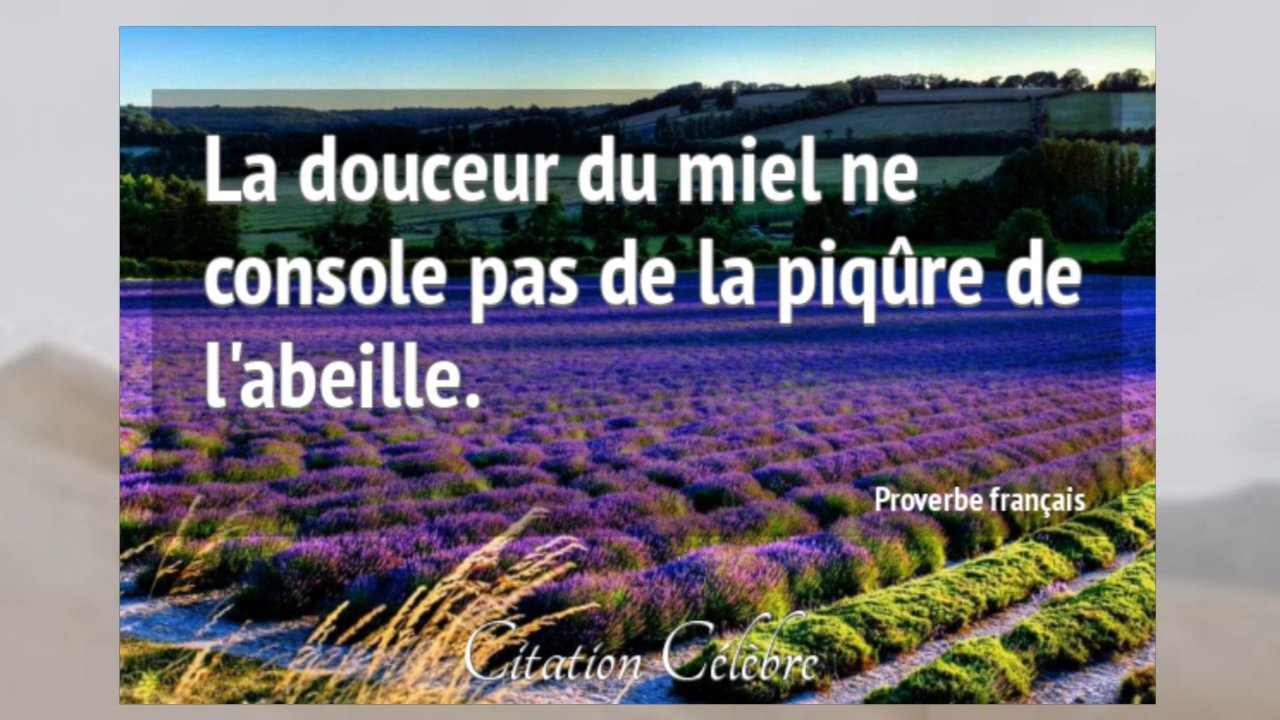 La douceur du miel ne
console pas de la piqûre de
l'abeille.
Proverbe français
Citation Célèbre